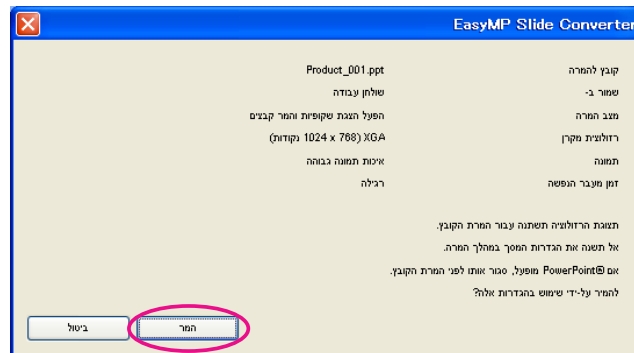 EasyMP Slide Converter
קובץ להמרה Product_001.ppt
שמור ב- שולחן עבודה
מצב המרה הפעל הצגת שקופיות והמר קבצים
רזולוצית מקרן XGA (1024 x 768 נקודות)
תמונה איכות תמונה גבוהה
זמן מעבר הנפשה רגילה
תצוגת הרזולוציה תשתנה עבור המרת הקובץ.
אל תשנה את הגדרות המסך במהלך המרה.
אם PowerPoint® מופעל, סגור אותו לפני המרת הקובץ.
להמיר על-ידי שימוש בהגדרות אלה?
המר ביטול